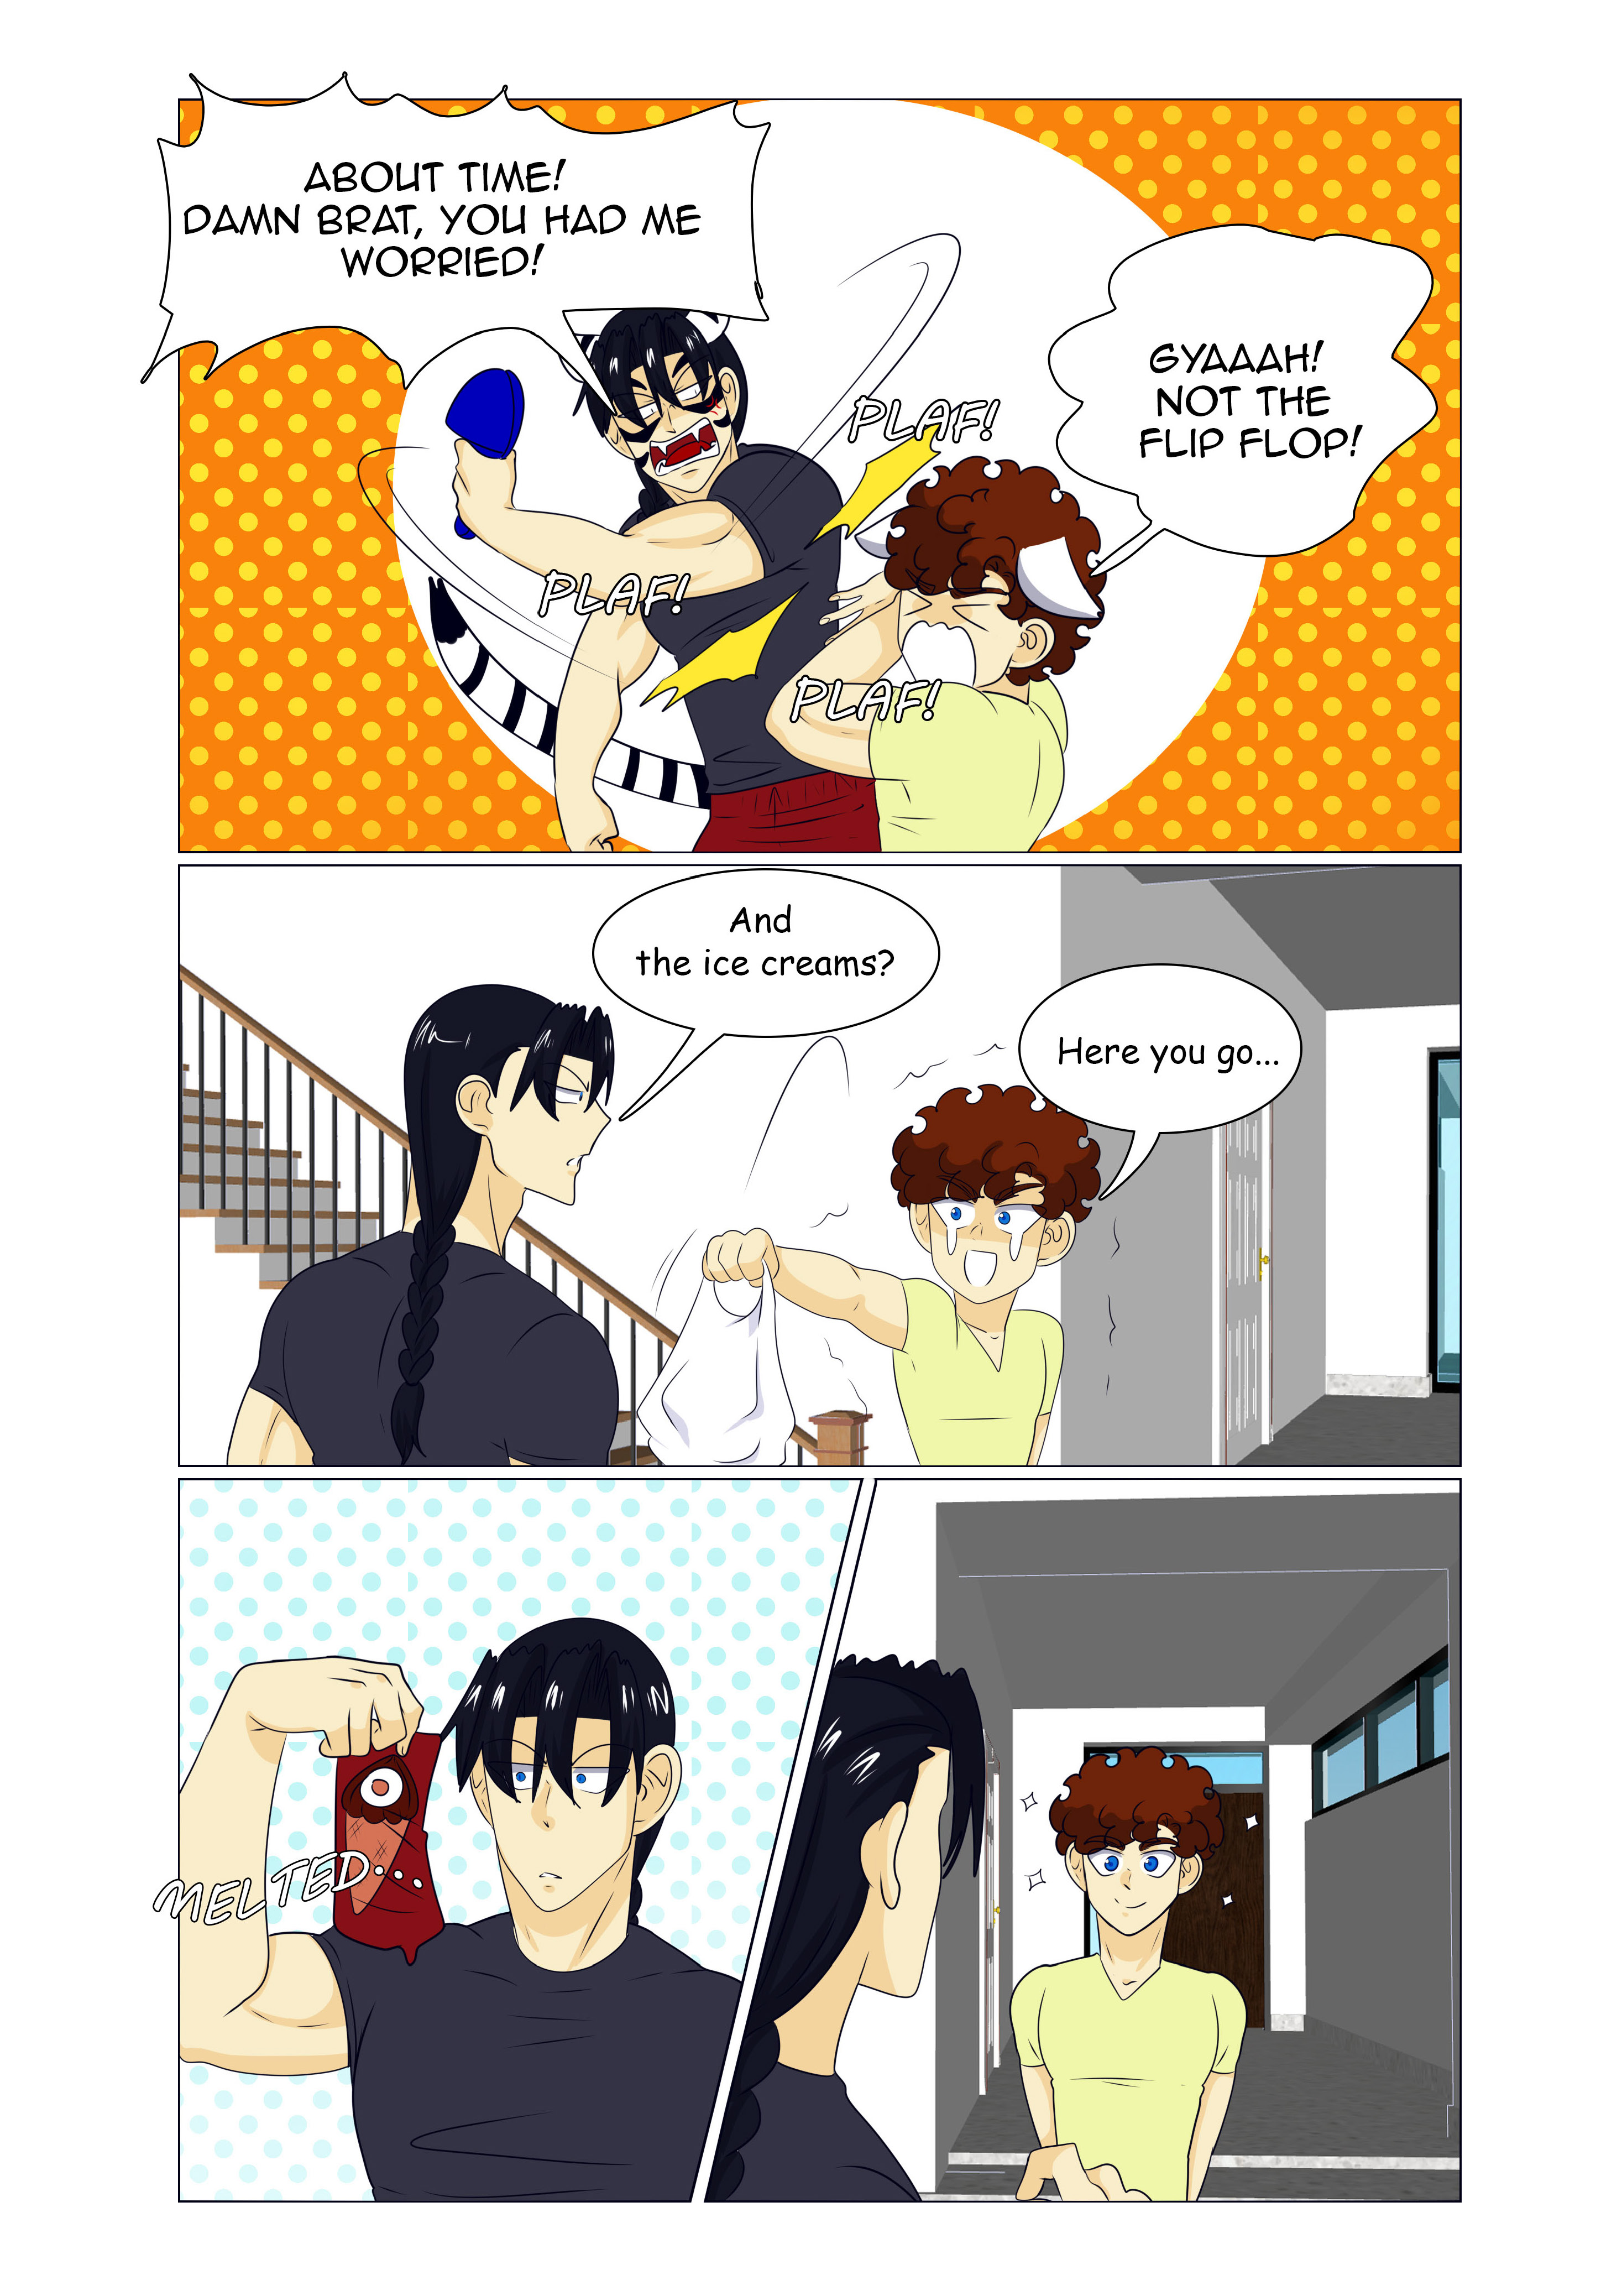 ABOUT TIME!
DAMN BRAT, YOU HAD ME
WORRIED!
GYAAAH!
NOT THE
FLIP FLOP!
PLAF!
PLAF!
PLAF!
And
the ice creams?
Here you go...
MELTED...